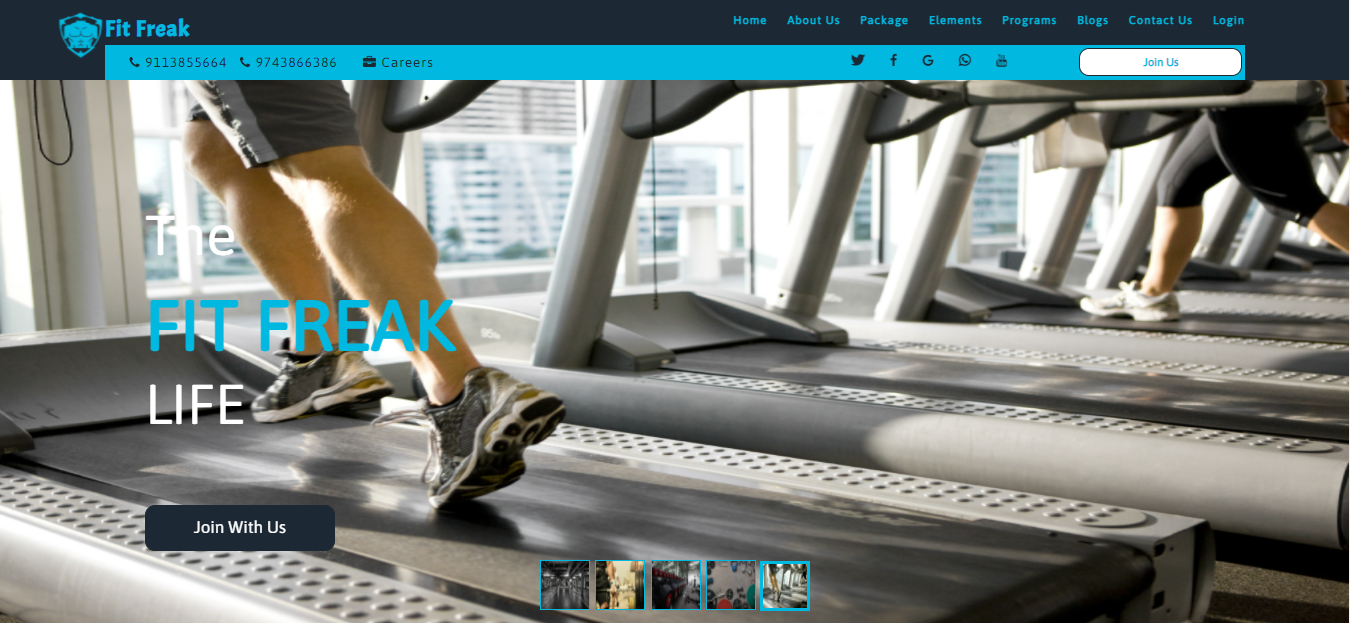 Fit Freak
Home About Us Package Elements Programs Blogs Contact Us Login
9113855664 9743866386 Careers
Join Us
The
FIT FREAK
LIFE
95%
Join With Us